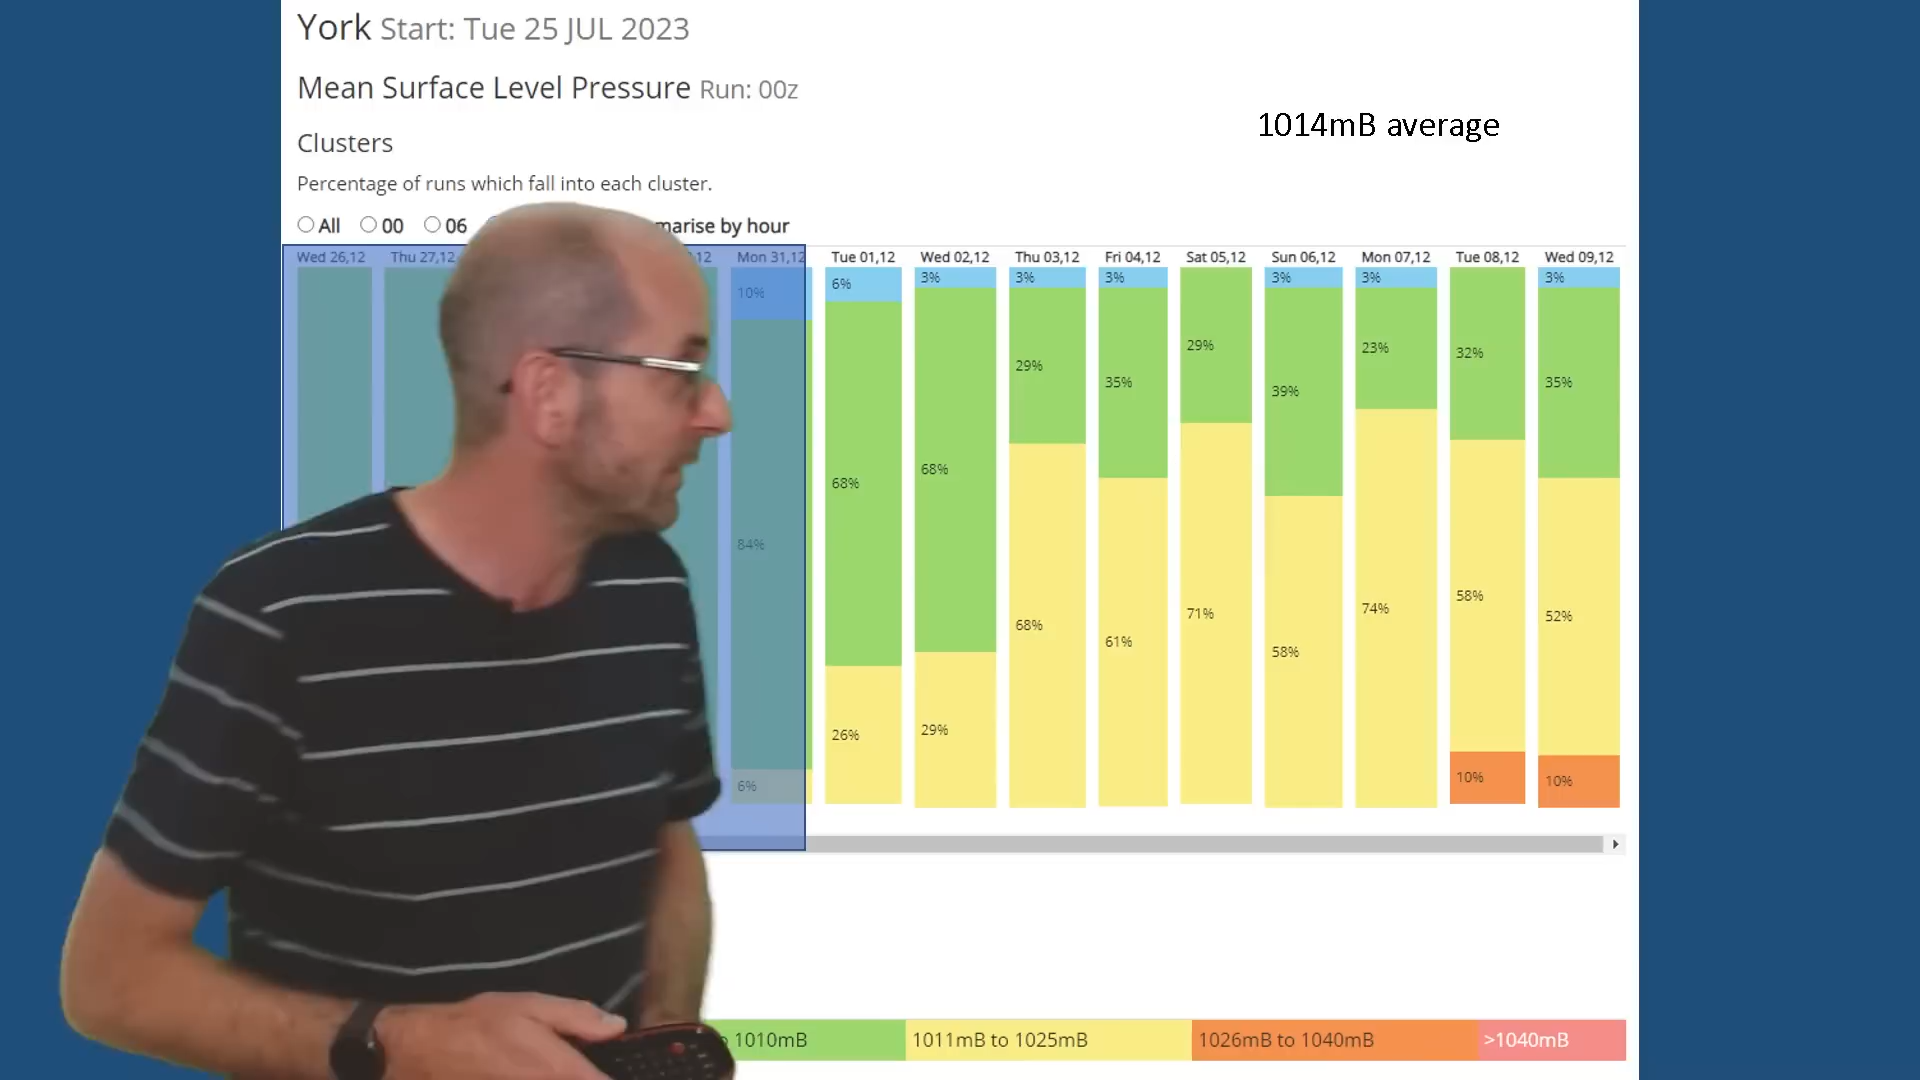 York Start: Tue 25 JUL 2023
Mean Surface Level Pressure Run: 00z
1014mB average
Clusters
Percentage of runs which fall into each cluster.
All 00 06 by hour
Wed 26,12 Thu 27,12 12 Mon 31,12 Tue 01,12 Wed 02,12 Thu 03,12 Fri 04,12 Sat 05,12 Sun 06,12 Mon 07,12 Tue 08,12 Wed 09,12
10% 6% 3% 3% 3% 3% 3% 3%
29% 35% 29% 39% 23% 32% 35%
84% 68% 68%
68% 61% 71% 58% 74% 58% 52%
6% 26% 29% 10% 10%
1010mB 1011mB to 1025mB 1026mB to 1040mB >1040mB